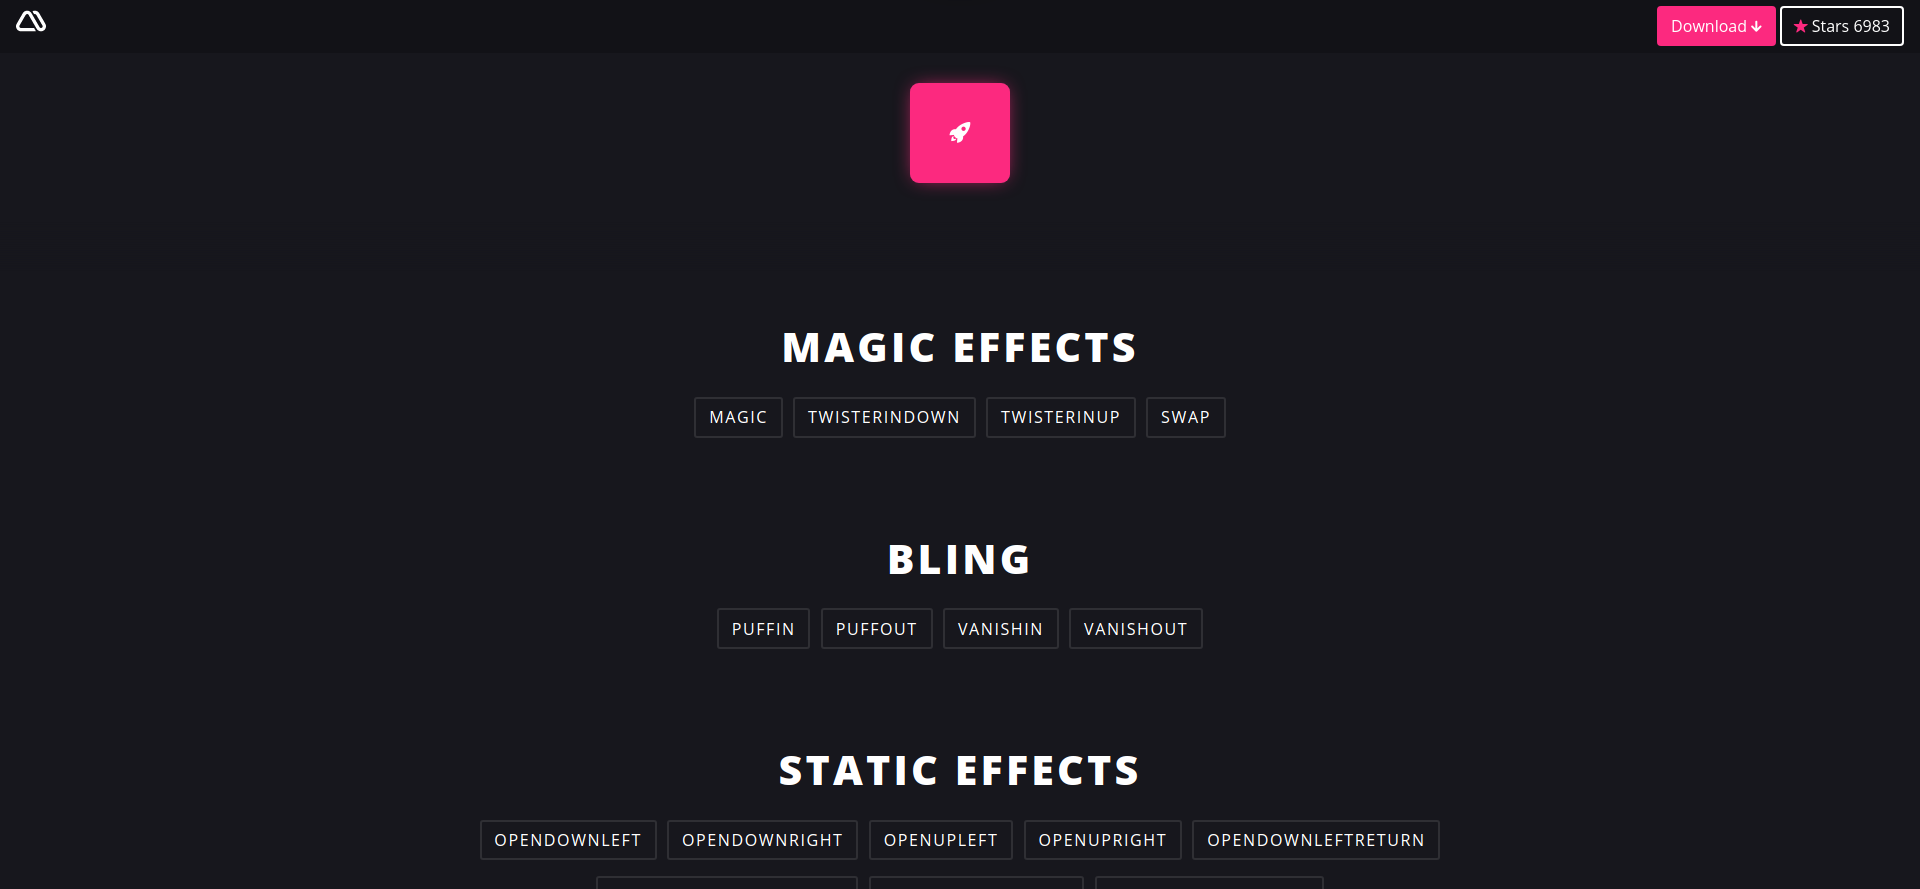 Download
Stars 6983
MAGIC EFFECTS
MAGIC TWISTERINDOWN TWISTERINUP SWAP
BLING
PUFFIN PUFFOUT VANISHIN VANISHOUT
STATIC EFFECTS
OPENDOWNLEFT OPENDOWNRIGHT OPENUPLEFT OPENUPRIGHT OPENDOWNLEFTRETURN